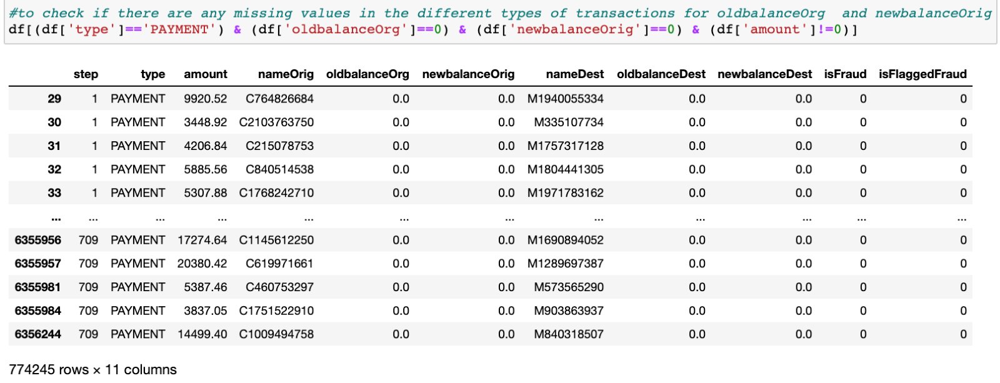 #to check if there are any missing values in the different types of transactions for oldbalanceOrg  and newbalanceOrig
df[(df['type']=='PAYMENT') & (df['oldbalanceOrg']==0) & (df['newbalanceOrig']==0) & (df['amount']!=0)]
step type amount nameOrig oldbalanceOrg newbalanceOrig nameDest oldbalanceDest newbalanceDest isFraud isFlaggedFraud
29 1 PAYMENT 9920.52 C764826684 0.0 0.0 M1940055334 0.0 0.0 0 0
30 1 PAYMENT 3448.92 C2103763750 0.0 0.0 M335107734 0.0 0.0 0 0
31 1 PAYMENT 4206.84 C215078753 0.0 0.0 M1757317128 0.0 0.0 0 0
32 1 PAYMENT 5885.56 C840514538 0.0 0.0 M1804441305 0.0 0.0 0 0
33 1 PAYMENT 5307.88 C1768242710 0.0 0.0 M1971783162 0.0 0.0 0 0
... ... ... ... ... ... ... ... ... ... ... ...
6355956 709 PAYMENT 17274.64 C1145612250 0.0 0.0 M1690894052 0.0 0.0 0 0
6355957 709 PAYMENT 20380.42 C619971661 0.0 0.0 M1289697387 0.0 0.0 0 0
6355981 709 PAYMENT 5387.46 C460753297 0.0 0.0 M573565290 0.0 0.0 0 0
6355984 709 PAYMENT 3837.05 C1751522910 0.0 0.0 M903863937 0.0 0.0 0 0
6356244 709 PAYMENT 14499.40 C1009494758 0.0 0.0 M840318507 0.0 0.0 0 0
774245 rows × 11 columns